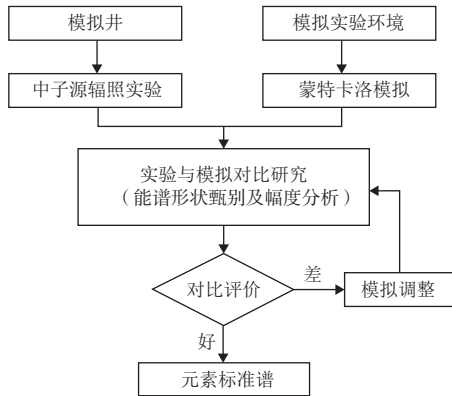 模拟井
模拟实验环境
中子源辐照实验
蒙特卡洛模拟
实验与模拟对比研究
（能谱形状甄别及幅度分析）
对比评价
差
模拟调整
好
元素标准谱